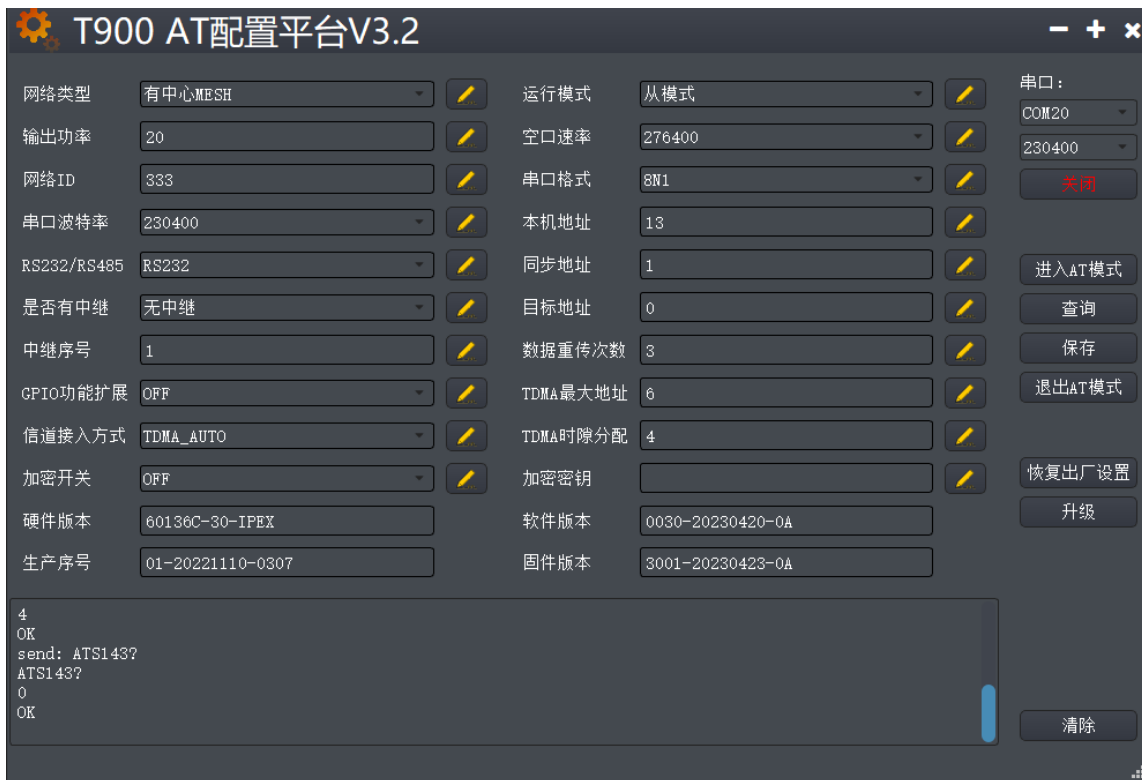 T900 AT配置平台V3.2
网络类型 有中心MESH 运行模式 从模式 串口：
COM20
输出功率 20 空口速率 276400 230400
网络ID 333 串口格式 8N1 关闭
串口波特率 230400 本机地址 13
RS232/RS485 RS232 同步地址 1 进入AT模式
是否有中继 无中继 目标地址 0 查询
中继序号 1 数据重传次数 3 保存
GPIO功能扩展 OFF TDMA最大地址 6 退出AT模式
信道接入方式 TDMA_AUTO TDMA时隙分配 4
加密开关 OFF 加密密钥 恢复出厂设置
硬件版本 60136C-30-IPEX 软件版本 0030-20230420-0A 升级
生产序号 01-20221110-0307 固件版本 3001-20230423-0A
4
OK
send: ATS143?
ATS143?
0
OK
清除